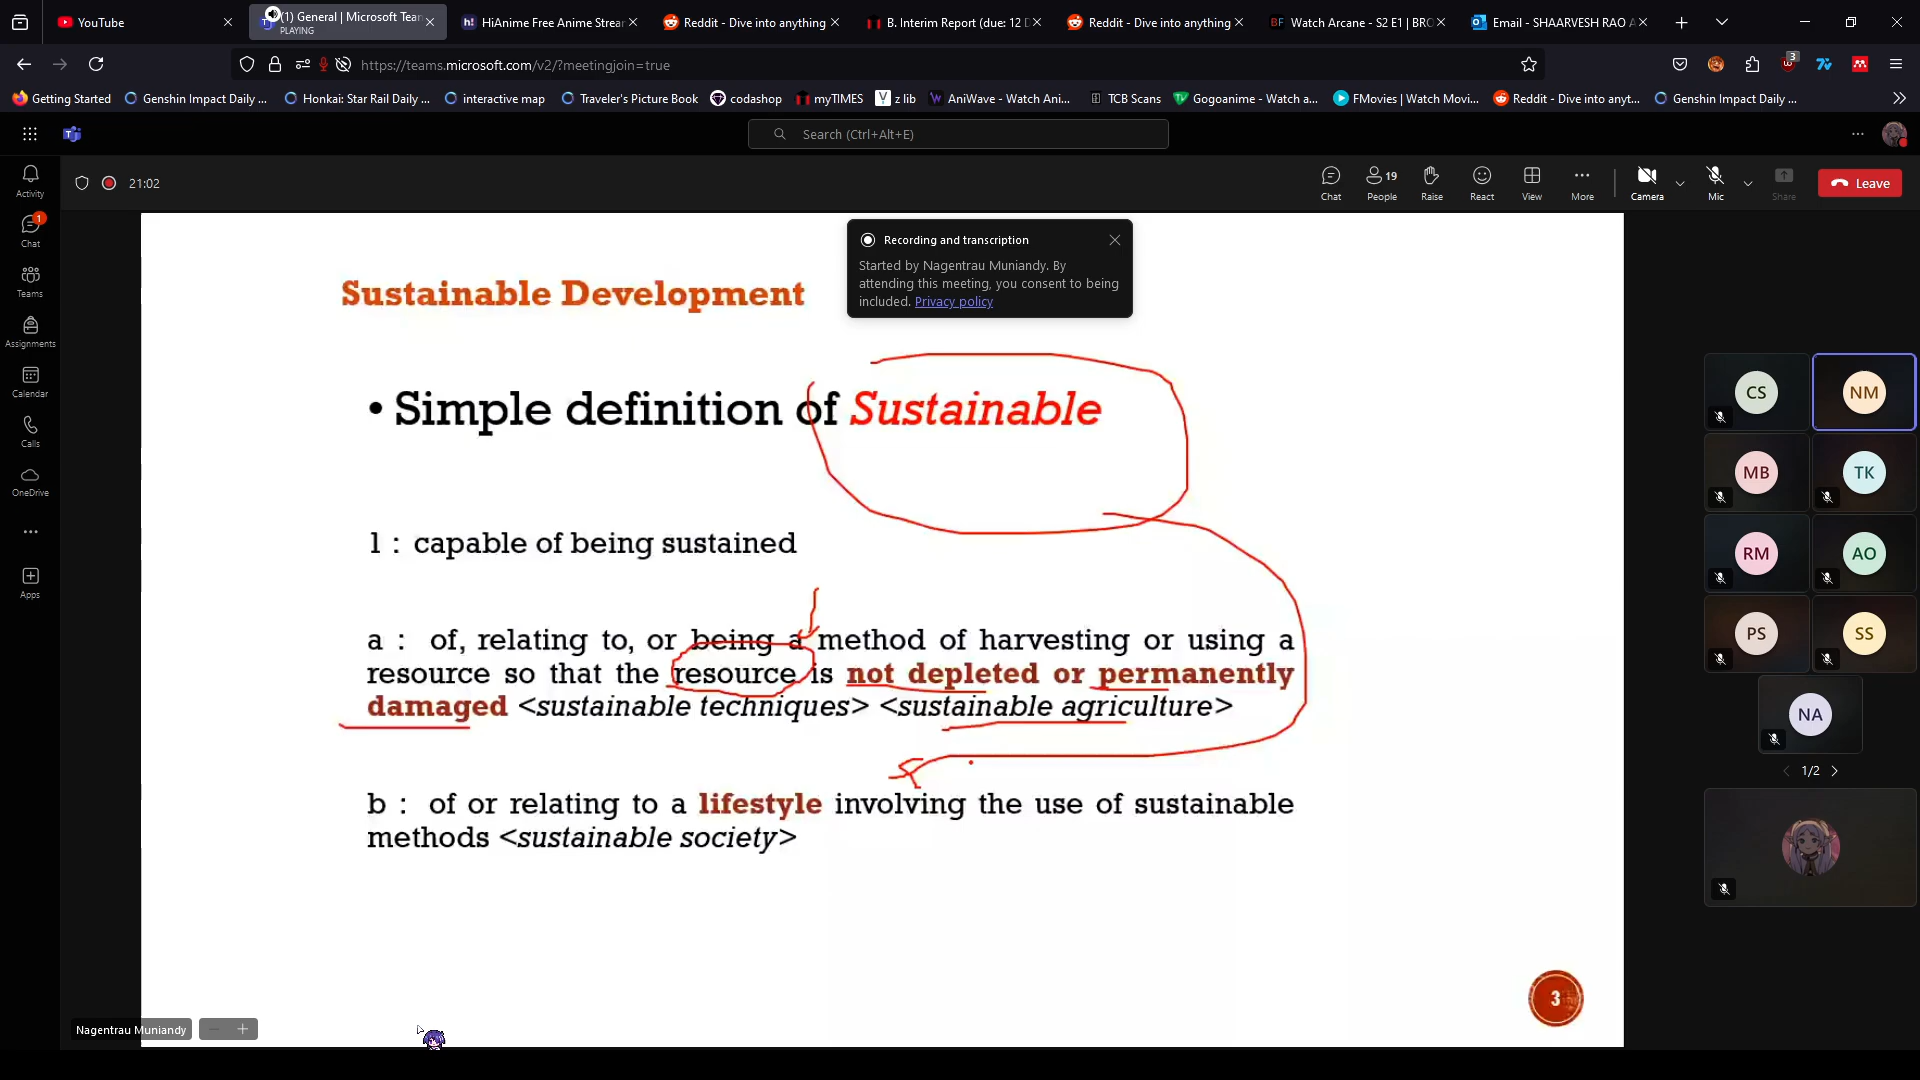 YouTube
(1) General | Microsoft Tean
PLAYING
HiAnime Free Anime Strear
Reddit - Dive into anything
B. Interim Report (due: 12 D
Reddit - Dive into anything
Watch Arcane - S2 E1 | BRO
Email - SHAARVESH RAO A
https://teams.microsoft.com/v2/?meetingjoin=true
3
Getting Started
Genshin Impact Daily ...
Honkai: Star Rail Daily ...
interactive map
Traveler's Picture Book
codashop
myTIMES
z lib
AniWave - Watch Ani...
TCB Scans
Gogoanime - Watch a...
FMovies | Watch Movi...
Reddit - Dive into anyt...
Genshin Impact Daily ...
Search (Ctrl+Alt+E)
21:02
Chat
People 19
Raise
React
View
More
Camera
Mic
Share
Leave
Activity
1
Chat
Teams
Assignments
Calendar
Calls
OneDrive
Apps
Recording and transcription
Started by Nagentrau Muniandy. By
attending this meeting, you consent to being
included. Privacy policy
Sustainable Development
• Simple definition of Sustainable
1 : capable of being sustained
a : of, relating to, or being a method of harvesting or using a
resource so that the resource is not depleted or permanently
damaged <sustainable techniques> <sustainable agriculture>
b : of or relating to a lifestyle involving the use of sustainable
methods <sustainable society>
3
CS
NM
MB
TK
RM
AO
PS
SS
NA
1/2
Nagentrau Muniandy